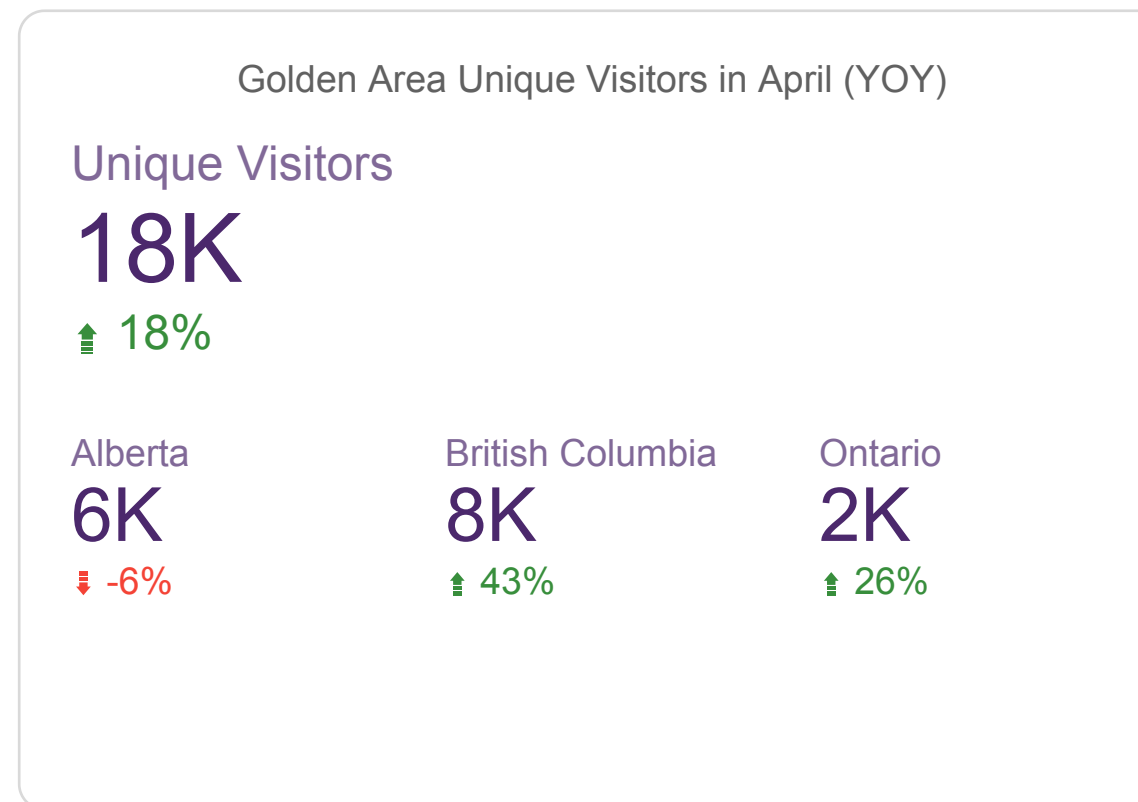 Golden Area Unique Visitors in April (YOY)
Unique Visitors
18K
18%
Alberta British Columbia Ontario
6K 8K 2K
-6% 43% 26%